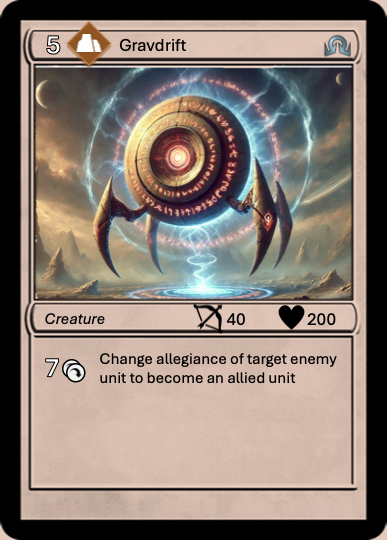 5 Gravdrift
Creature 40 200
7 Change allegiance of target enemy
unit to become an allied unit